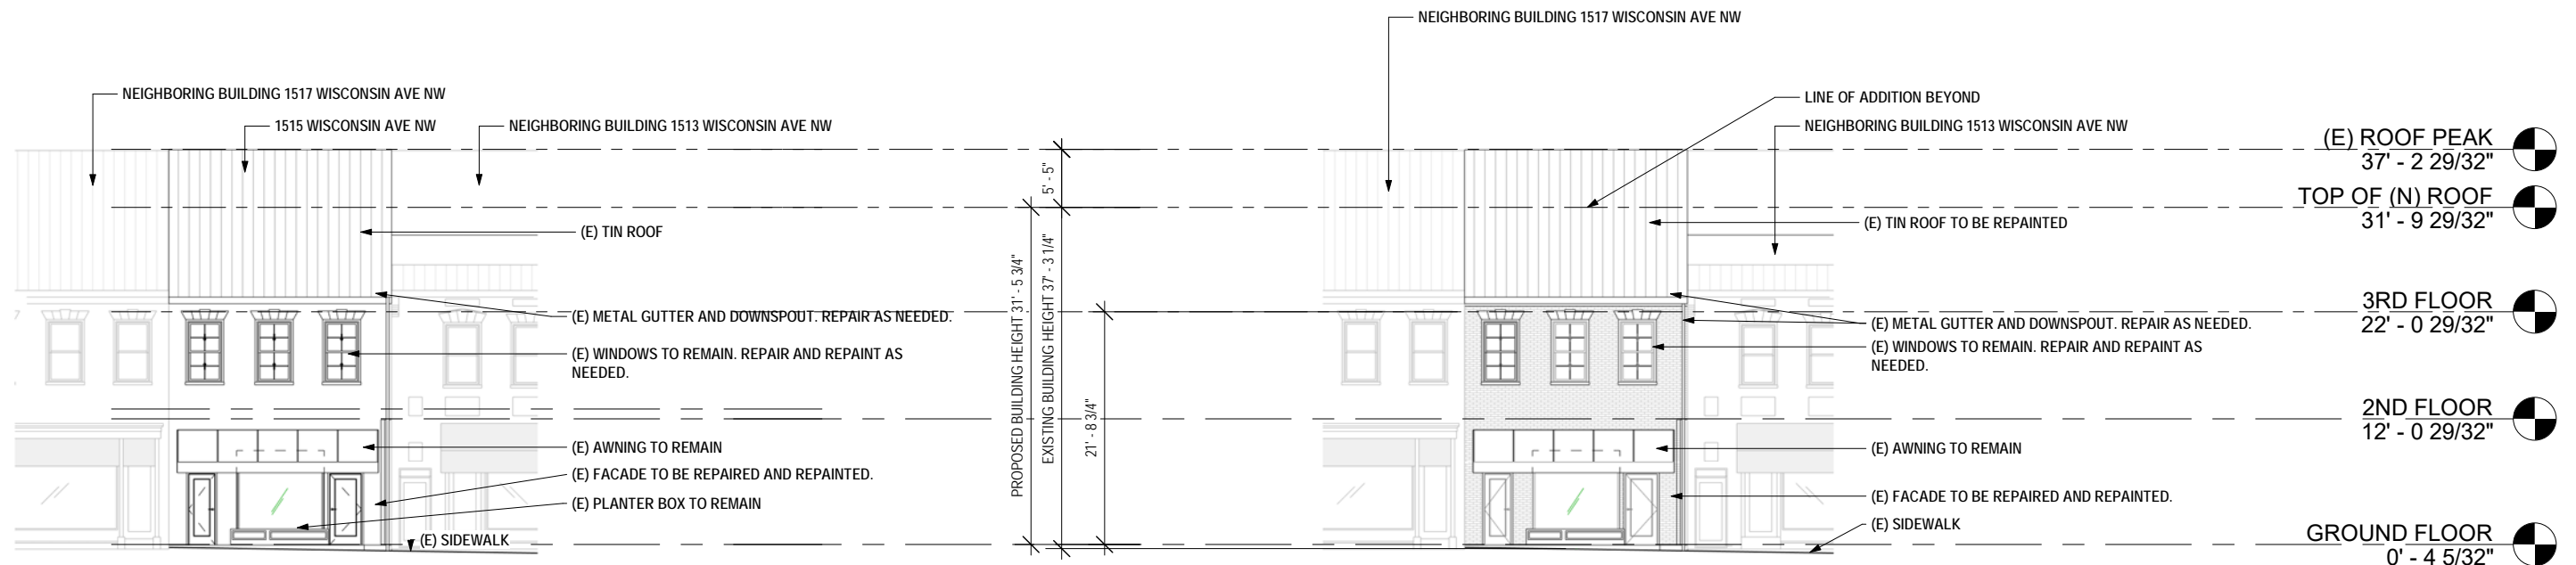 NEIGHBORING BUILDING 1517 WISCONSIN AVE NW
1515 WISCONSIN AVE NW
NEIGHBORING BUILDING 1513 WISCONSIN AVE NW
(E) TIN ROOF
(E) METAL GUTTER AND DOWNSPOUT. REPAIR AS NEEDED.
(E) WINDOWS TO REMAIN. REPAIR AND REPAINT AS
NEEDED.
(E) AWNING TO REMAIN
(E) FACADE TO BE REPAIRED AND REPAINTED.
(E) PLANTER BOX TO REMAIN
(E) SIDEWALK
PROPOSED BUILDING HEIGHT 31' - 5 3/4"
EXISTING BUILDING HEIGHT 37' - 3 1/4"
5' - 5"
21' - 8 3/4"
NEIGHBORING BUILDING 1517 WISCONSIN AVE NW
LINE OF ADDITION BEYOND
NEIGHBORING BUILDING 1513 WISCONSIN AVE NW
(E) TIN ROOF TO BE REPAINTED
(E) METAL GUTTER AND DOWNSPOUT. REPAIR AS NEEDED.
(E) WINDOWS TO REMAIN. REPAIR AND REPAINT AS
NEEDED.
(E) AWNING TO REMAIN
(E) FACADE TO BE REPAIRED AND REPAINTED.
(E) SIDEWALK
(E) ROOF PEAK
37' - 2 29/32"
TOP OF (N) ROOF
31' - 9 29/32"
3RD FLOOR
22' - 0 29/32"
2ND FLOOR
12' - 0 29/32"
GROUND FLOOR
0' - 4 5/32"